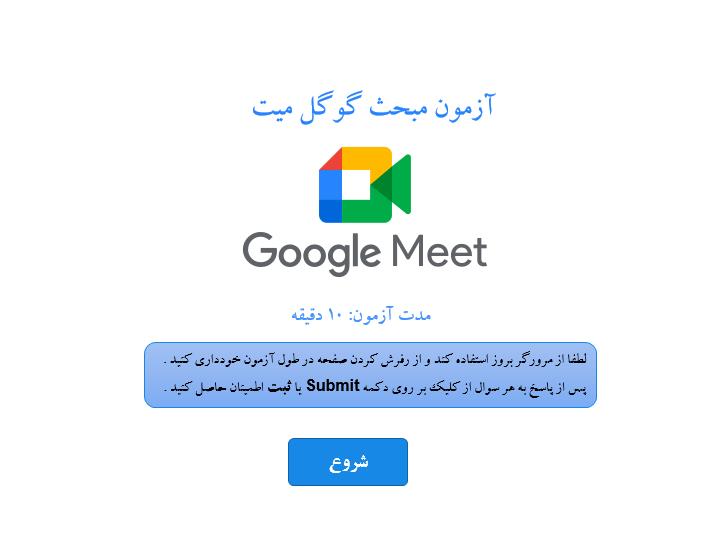 آزمون مبحث گوگل میت
Google Meet
مدت آزمون: ۱۰ دقیقه
لطفا از مرورگر بروز استفاده کند و از رفرش کردن صفحه در طول آزمون خودداری کنید .
پس از پاسخ به هر سوال از کلیک بر روی دکمه Submit یا ثبت اطمینان حاصل کنید .
شروع